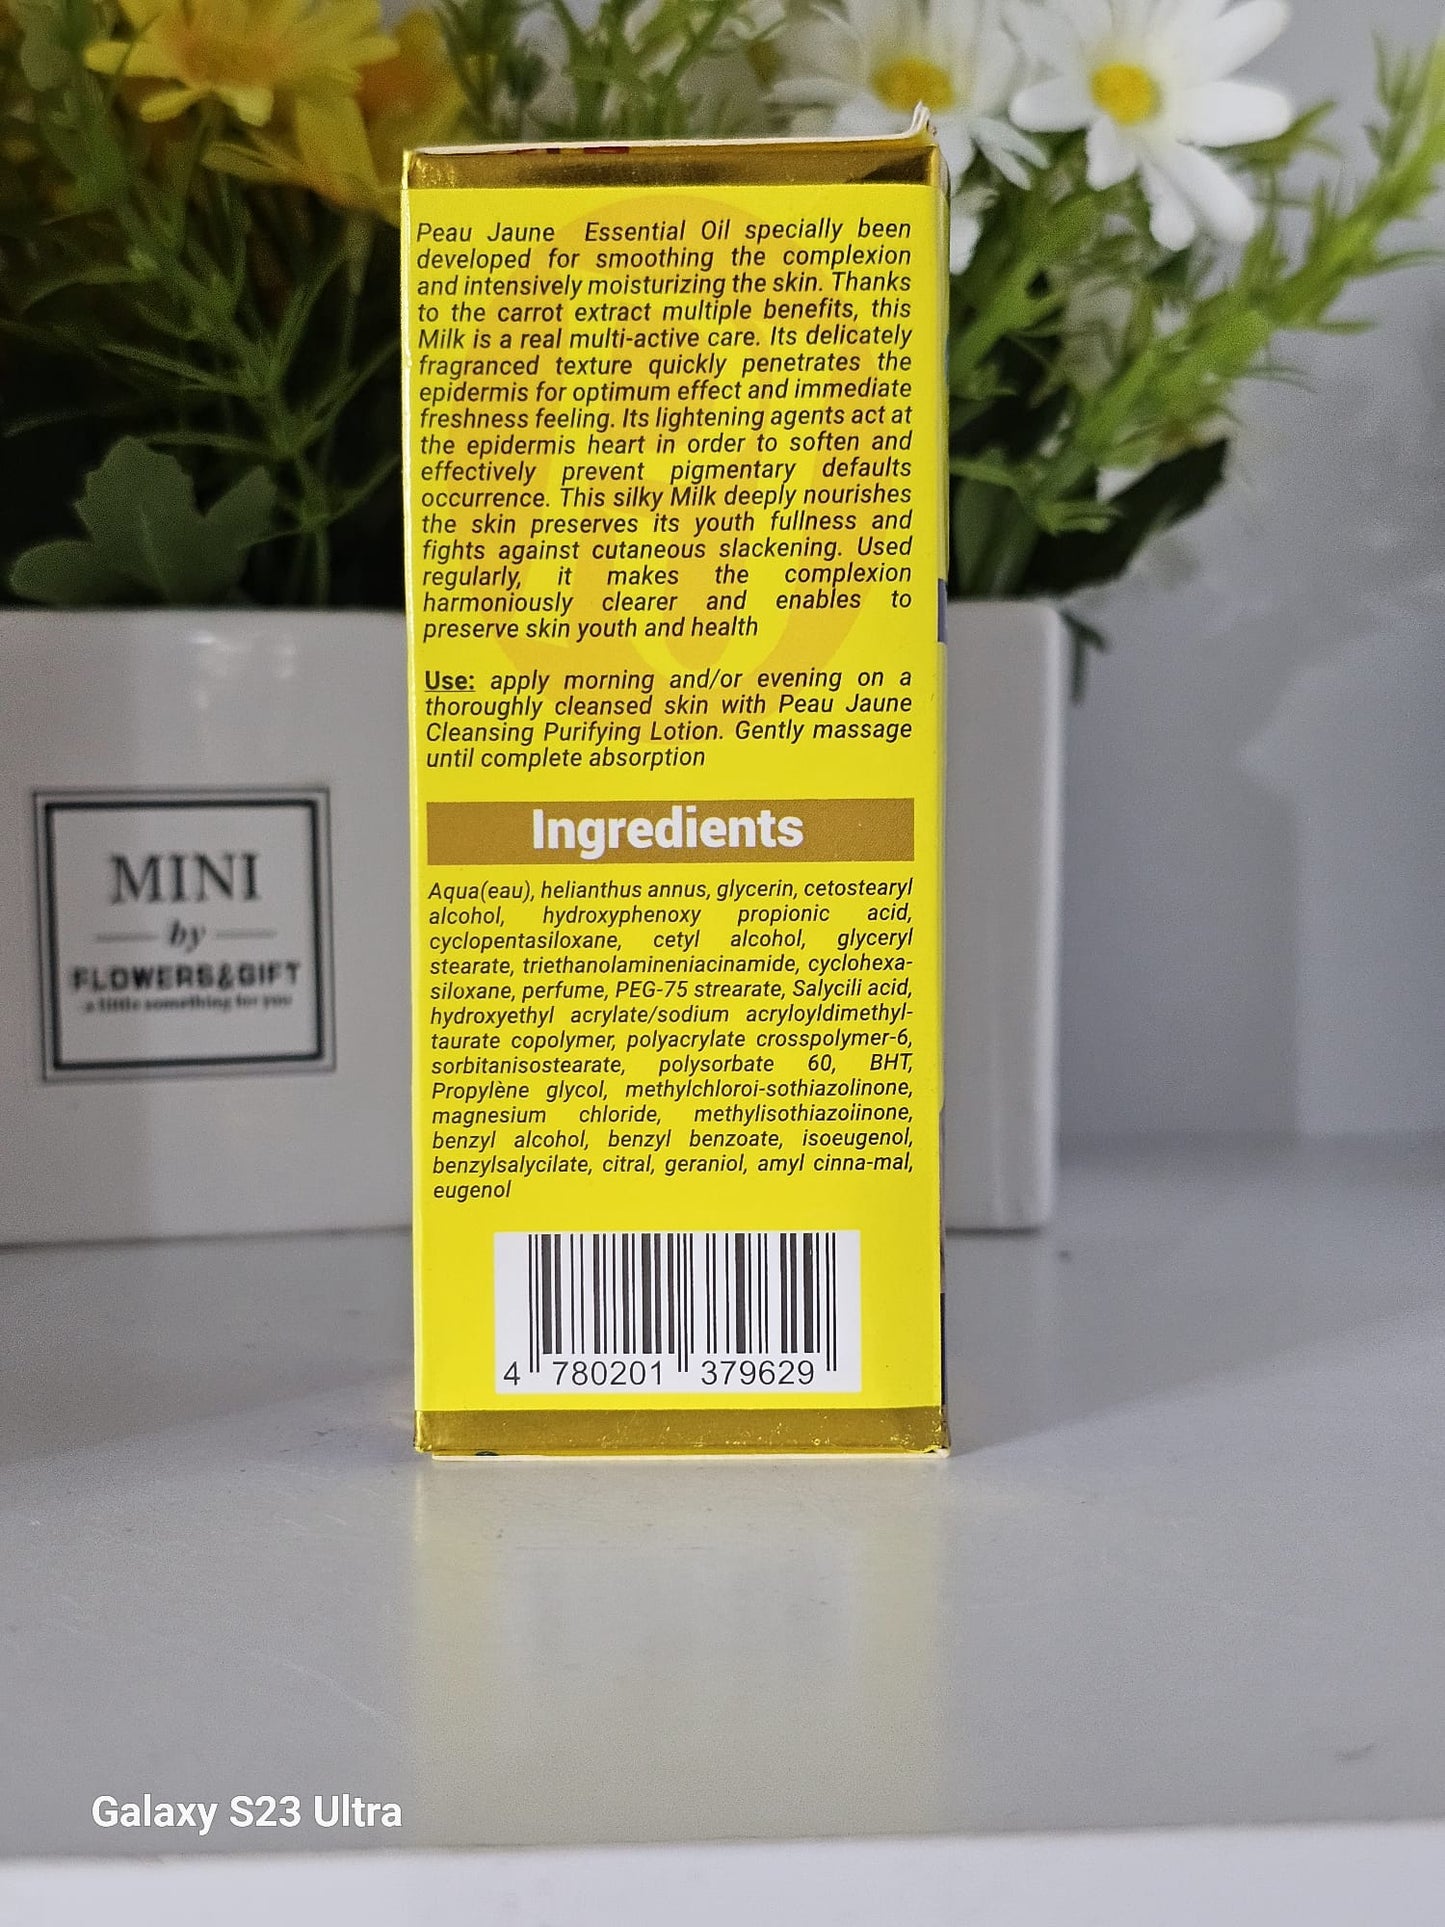 Peau Jaune Essential Oil specially been
developed for smoothing the complexion
and intensively moisturizing the skin. Thanks
to the carrot extract multiple benefits, this
Milk is a real multi-active care. Its delicately
fragranced texture quickly penetrates the
epidermis for optimum effect and immediate
freshness feeling. Its lightening agents act at
the epidermis heart in order to soften and
effectively prevent pigmentary defaults
occurrence. This silky Milk deeply nourishes
the skin preserves its youth fullness and
fights against cutaneous slackening. Used
regularly, it makes the complexion
harmoniously clearer and enables to
preserve skin youth and health
Use: apply morning and/or evening on a
thoroughly cleansed skin with Peau Jaune
Cleansing Purifying Lotion. Gently massage
until complete absorption
Ingredients
Aqua(eau), helianthus annus, glycerin, cetostearyl
alcohol, hydroxyphenoxy propionic acid,
cyclopentasiloxane, cetyl alcohol, glyceryl
stearate, triethanolamineniacinamide, cyclohexa-
siloxane, perfume, PEG-75 strearate, Salycili acid,
hydroxyethyl acrylate/sodium acryloyldimethyl-
taurate copolymer, polyacrylate crosspolymer-6,
sorbitanisostearate, polysorbate 60, BHT,
Propylène glycol, methylchloroi-sothiazolinone,
magnesium chloride, methylisothiazoiinone,
benzyl alcohol, benzyl benzoate, isoeugenol,
benzylsalycilate, citral, geraniol, amyl cinna-mal,
eugenol
4 780201 379629
MINI
by
FLOWERS&GIFT
a little something for you
Galaxy S23 Ultra